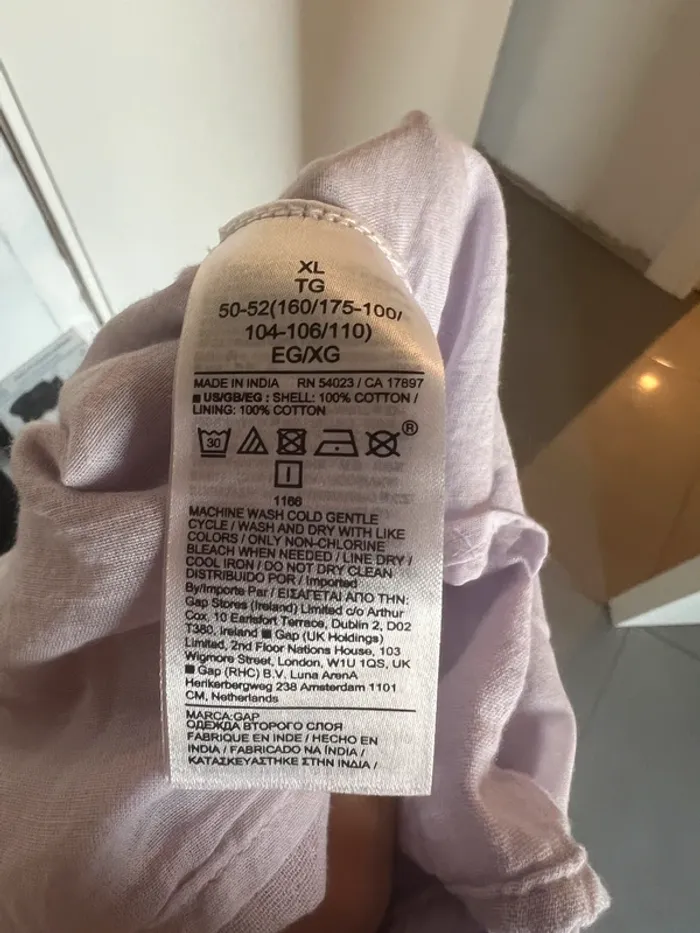 XL
TG
50-52(160/175-100/
104-106/110)
EG/XG
MADE IN INDIA RN 54023 / CA 17897
■ US/GB/EG : SHELL: 100% COTTON /
LINING: 100% COTTON
30
®
1166
MACHINE WASH COLD GENTLE
CYCLE / WASH AND DRY WITH LIKE
COLORS / ONLY NON-CHLORINE
BLEACH WHEN NEEDED / LINE DRY /
COOL IRON / DO NOT DRY CLEAN
DISTRIBUIDO POR / Imported
By/Importe Par / ΕΙΣΑΓΕΤΑΙ ΑΠΟ ΤΗΝ:
Gap Stores (Ireland) Limited c/o Arthur
Cox, 10 Earlsfort Terrace, Dublin 2, D02
T380, Ireland ■ Gap (UK Holdings)
Limited, 2nd Floor Nations House, 103
Wigmore Street, London, W1U 1QS, UK
■ Gap (RHC) B.V. Luna ArenA
Herikerbergweg 238 Amsterdam 1101
CM, Netherlands
MARCA:GAP
ОДЕЖДА ВТОРОГО СЛОЯ
FABRIQUE EN INDE / HECHO EN
INDIA / FABRICADO NA ÍNDIA /
ΚΑΤΑΣΚΕΥΑΣΤΗΚΕ ΣΤΗΝ ΙΝΔΙΑ /